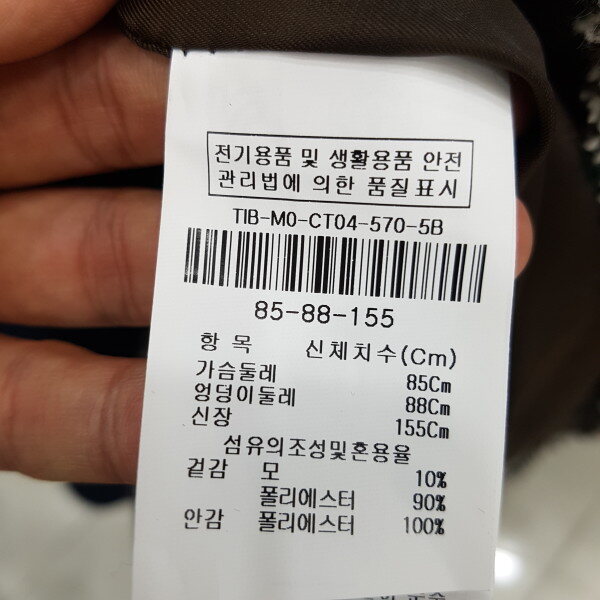 전기용품 및 생활용품 안전
관리법에 의한 품질표시
TIB-MO-CT04-570-5B
85-88-155
항 목 신체치수(Cm)
가슴둘레 85Cm
엉덩이둘레 88Cm
신장 155Cm
섬유의조성및혼용율
겉감 모 10%
폴리에스터 90%
안감 폴리에스터 100%